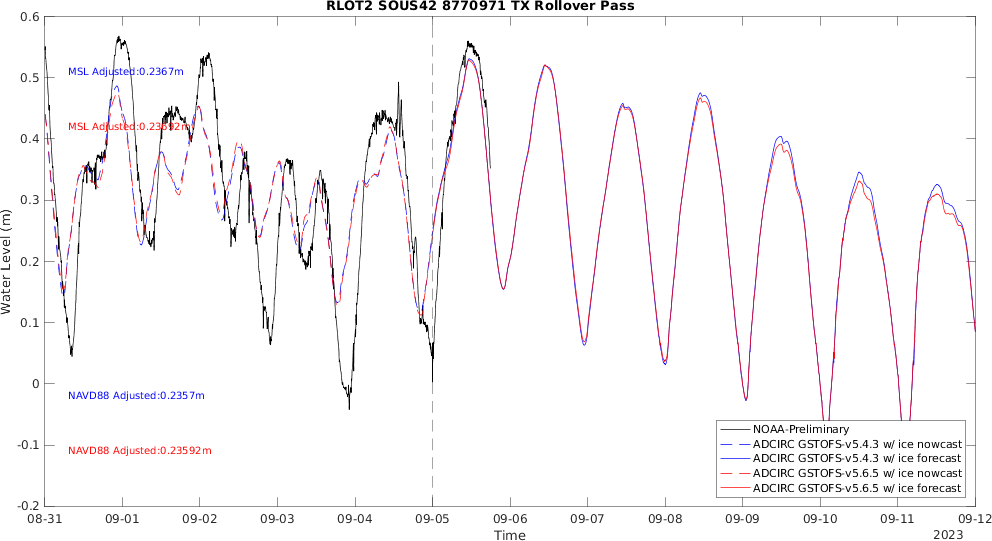 RLOT2 SOUS42 8770971 TX Rollover Pass
0.6
0.5
0.4
0.3
0.2
0.1
0
-0.1
-0.2
Water Level (m)
MSL Adjusted:0.2367m
MSL Adjusted:0.23592m
NAVD88 Adjusted:0.2357m
NAVD88 Adjusted:0.23592m
NOAA-Preliminary
ADCIRC GSTOFS-v5.4.3 w/ ice nowcast
ADCIRC GSTOFS-v5.4.3 w/ ice forecast
ADCIRC GSTOFS-v5.6.5 w/ ice nowcast
ADCIRC GSTOFS-v5.6.5 w/ ice forecast
08-31 09-01 09-02 09-03 09-04 09-05 09-06 09-07 09-08 09-09 09-10 09-11 09-12
Time
2023